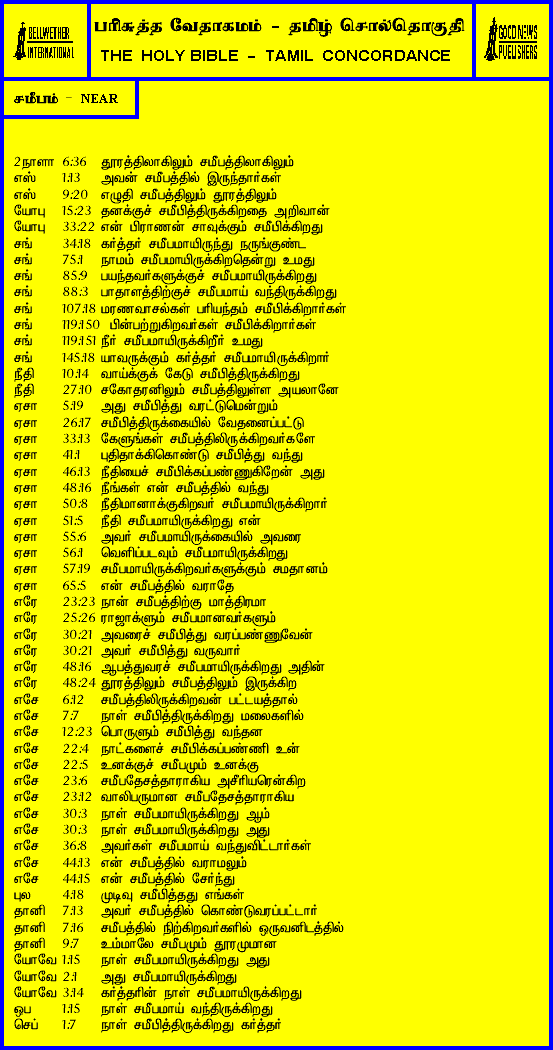 BELLWETHER
INTERNATIONAL
பரிசுத்த வேதாகமம் - தமிழ் சொல்தொகுதி
THE HOLY BIBLE - TAMIL CONCORDANCE
GOOD NEWS
PUBLISHERS
சமீபம் - NEAR
2நாளா 6:36 தூரத்திலாகிலும் சமீபத்திலாகிலும்
எஸ் 1:13 அவன் சமீபத்தில் இருந்தார்கள்
எஸ் 9:20 எழுதி சமீபத்திலும் தூரத்திலும்
யோபு 15:23 தனக்குச் சமீபித்திருக்கிறதை அறிவான்
யோபு 33:22 என் பிராணன் சாவுக்கும் சமீபிக்கிறது
சங் 34:18 கர்த்தர் சமீபமாயிருந்து நருங்குண்ட
சங் 75:1 நாமம் சமீபமாயிருக்கிறதென்று உமது
சங் 85:9 பயந்தவர்களுக்குச் சமீபமாயிருக்கிறது
சங் 88:3 பாதாளத்திற்குச் சமீபமாய் வந்திருக்கிறது
சங் 107:18 மரணவாசல்கள் பரியந்தம் சமீபிக்கிறார்கள்
சங் 119:150 பின்பற்றுகிறவர்கள் சமீபிக்கிறார்கள்
சங் 119:151 நீர் சமீபமாயிருக்கிறீர் உமது
சங் 145:18 யாவருக்கும் கர்த்தர் சமீபமாயிருக்கிறார்
நீதி 10:14 வாய்க்குக் கேடு சமீபித்திருக்கிறது
நீதி 27:10 சகோதரனிலும் சமீபத்திலுள்ள அயலானே
ஏசா 5:19 அது சமீபித்து வரட்டுமென்றும்
ஏசா 26:17 சமீபித்திருக்கையில் வேதனைப்பட்டு
ஏசா 33:13 கேளுங்கள் சமீபத்திலிருக்கிறவர்களே
ஏசா 41:1 புதிதாக்கிகொண்டு சமீபித்து வந்து
ஏசா 46:13 நீதியைச் சமீபிக்கப்பண்ணுகிறேன் அது
ஏசா 48:16 நீங்கள் என் சமீபத்தில் வந்து
ஏசா 50:8 நீதிமானாக்குகிறவர் சமீபமாயிருக்கிறார்
ஏசா 51:5 நீதி சமீபமாயிருக்கிறது என்
ஏசா 55:6 அவர் சமீபமாயிருக்கையில் அவரை
ஏசா 56:1 வெளிப்படவும் சமீபமாயிருக்கிறது
ஏசா 57:19 சமீபமாயிருக்கிறவர்களுக்கும் சமதானம்
ஏசா 65:5 என் சமீபத்தில் வராதே
எரே 23:23 நான் சமீபத்திற்கு மாத்திரமா
எரே 25:26 ராஜாக்ளும் சமீபமானவர்களும்
எரே 30:21 அவரைச் சமீபித்து வரப்பண்ணுவேன்
எரே 30:21 அவர் சமீபித்து வருவார்
எரே 48:16 ஆபத்துவரச் சமீபமாயிருக்கிறது அதின்
எரே 48:24 தூரத்திலும் சமீபத்திலும் இருக்கிற
எசே 6:12 சமீபத்திலிருக்கிறவன் பட்டயத்தால்
எசே 7:7 நாள் சமீபித்திருக்கிறது மலைகளில்
எசே 12:23 பொருளும் சமீபித்து வந்தன
எசே 22:4 நாட்களைச் சமீபிக்கப்பண்ணி உன்
எசே 22:5 உனக்குச் சமீபமும் உனக்கு
எசே 23:6 சமீபதேசத்தாராகிய அசீரியரென்கிற
எசே 23:12 வாலிபருமான சமீபதேசத்தாராகிய
எசே 30:3 நாள் சமீபமாயிருக்கிறது ஆம்
எசே 30:3 நாள் சமீபமாயிருக்கிறது அது
எசே 36:8 அவர்கள் சமீபமாய் வந்துவிட்டார்கள்
எசே 44:13 என் சமீபத்தில் வராமலும்
எசே 44:15 என் சமீபத்தில் சேர்ந்து
புல 4:18 முடிவு சமீபித்தது எங்கள்
தானி 7:13 அவர் சமீபத்தில் கொண்டுவரப்பட்டார்
தானி 7:16 சமீபத்தில் நிற்கிறவர்களில் ஒருவனிடத்தில்
தானி 9:7 உம்மாலே சமீபமும் தூரமுமான
யோவே 1:15 நாள் சமீபமாயிருக்கிறது அது
யோவே 2:1 அது சமீபமாயிருக்கிறது
யோவே 3:14 கர்த்தரின் நாள் சமீபமாயிருக்கிறது
ஒப 1:15 நாள் சமீபமாய் வந்திருக்கிறது
செப் 1:7 நாள் சமீபித்திருக்கிறது கர்த்தர்